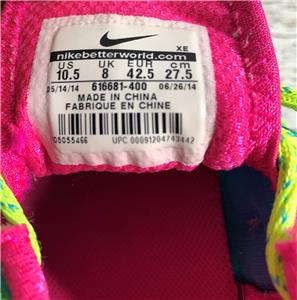 XE
nikebetterworld.com
US UK EUR cm
10.5 8 42.5 27.5
05/14/14 616681-400 06/26/14
MADE IN CHINA
FABRIQUE EN CHINE
UPC 00091204743442